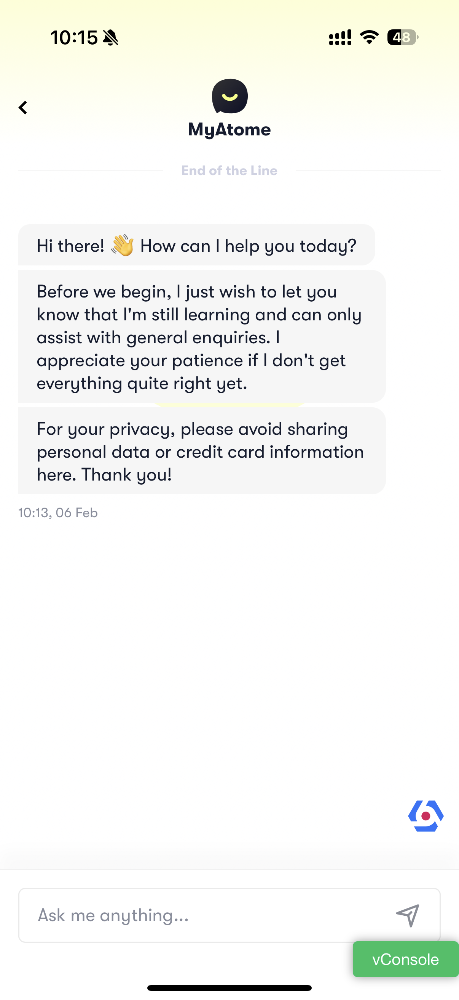 10:15
48
MyAtome
End of the Line
Hi there! 👋 How can I help you today?
Before we begin, I just wish to let you
know that I'm still learning and can only
assist with general enquiries. I
appreciate your patience if I don't get
everything quite right yet.
For your privacy, please avoid sharing
personal data or credit card information
here. Thank you!
10:13, 06 Feb
Ask me anything...
vConsole